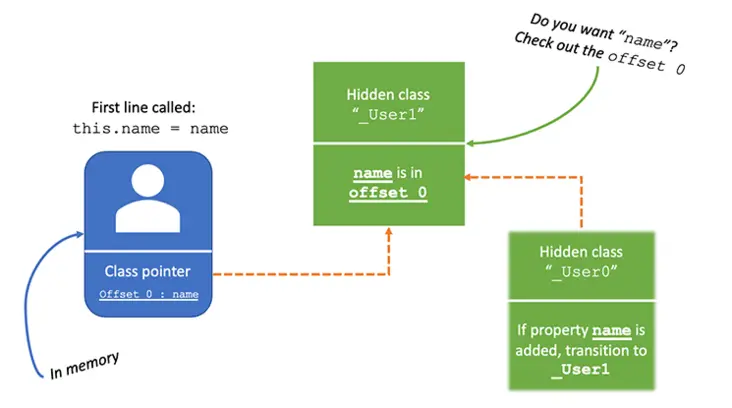 Do you want “name”?
Check out the offset 0
First line called:
this.name = name
Hidden class
“_User1”
name is in
offset 0
Class pointer
Offset 0 : name
In memory
Hidden class
“_User0”
If property name is
added, transition to
_User1